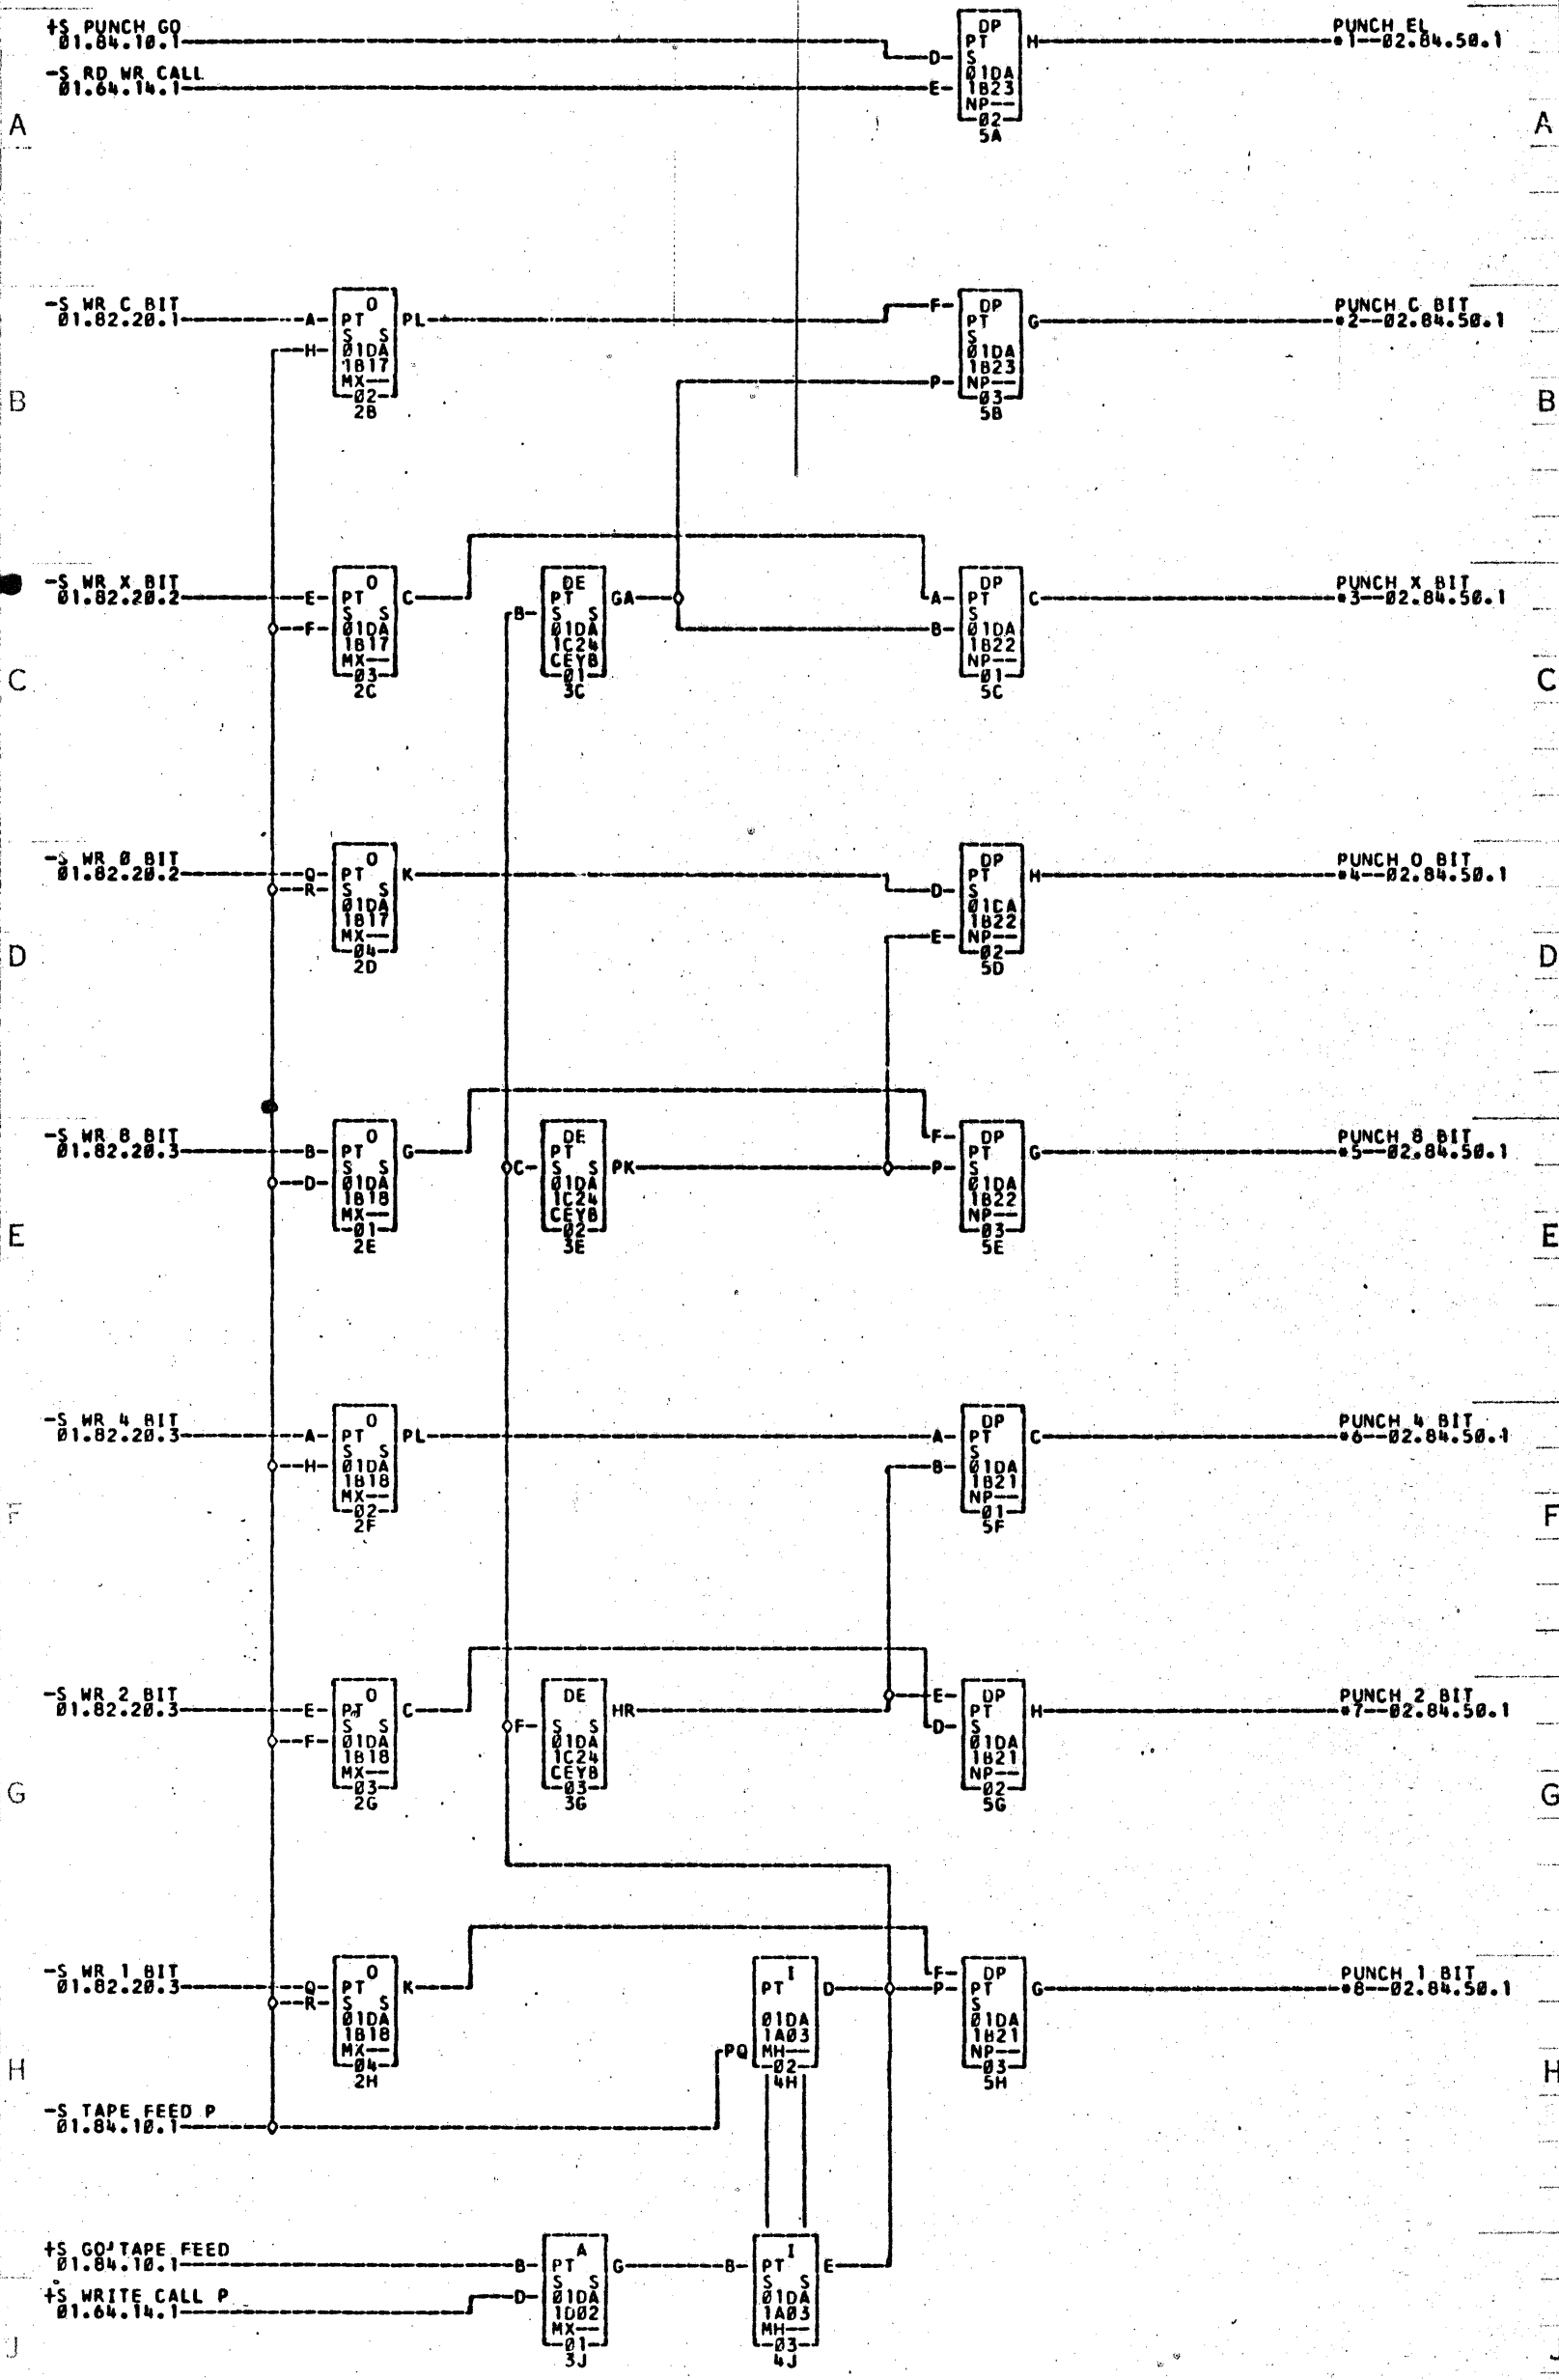 +S PUNCH GO
01.84.10.1
-S RD WR CALL
01.64.14.1
D
E
DP
PT
S
01DA
1B23
NP--
02
5A
H
PUNCH EL
*1--02.84.50.1
A
A
-S WR C BIT
01.82.20.1
A
H
O
PT
S S
01DA
1B17
MX--
02
2B
PL
F
P
DP
PT
S
01DA
1B23
NP--
03
5B
G
PUNCH C BIT
*2--02.84.50.1
B
B
-S WR X BIT
01.82.20.2
E
F
O
PT
S S
01DA
1B17
MX--
03
2C
C
B
DE
PT
S S
01DA
1C24
CEYB
01
3C
GA
A
B
DP
PT
S
01DA
1B22
NP--
01
5C
C
PUNCH X BIT
*3--02.84.50.1
C
C
-S WR 0 BIT
01.82.20.2
Q
R
O
PT
S S
01DA
1B17
MX--
04
2D
K
D
E
DP
PT
S
01CA
1B22
NP--
02
5D
H
PUNCH 0 BIT
*4--02.84.50.1
D
D
-S WR 8 BIT
01.82.20.3
B
D
O
PT
S S
01DA
1B18
MX--
01
2E
G
C
DE
PT
S S
01DA
1C24
CEYB
02
3E
PK
F
P
DP
PT
S
01DA
1B22
NP--
03
5E
G
PUNCH 8 BIT
*5--02.84.50.1
E
E
-S WR 4 BIT
01.82.20.3
A
H
O
PT
S S
01DA
1B18
MX--
02
2F
PL
A
B
DP
PT
S
01DA
1B21
NP--
01
5F
C
PUNCH 4 BIT
*6--02.84.50.1
F
F
-S WR 2 BIT
01.82.20.3
E
F
O
PT
S S
01DA
1B18
MX--
03
2G
C
F
DE
S S
01DA
1C24
CEYB
03
3G
HR
E
D
DP
PT
S
01DA
1B21
NP--
02
5G
H
PUNCH 2 BIT
*7--02.84.50.1
G
G
-S WR 1 BIT
01.82.20.3
Q
R
O
PT
S S
01DA
1B18
MX--
04
2H
K
PQ
I
PT
01DA
1A03
MH--
02
4H
D
F
P
DP
PT
S
01DA
1B21
NP--
03
5H
G
PUNCH 1 BIT
*8--02.84.50.1
H
H
-S TAPE FEED P
01.84.10.1
+S GO'TAPE FEED
01.84.10.1
+S WRITE CALL P
01.64.14.1
B
D
A
PT
S S
01DA
1D02
MX--
01
3J
G
B
I
PT
S S
01DA
1A03
MH--
03
4J
E
J